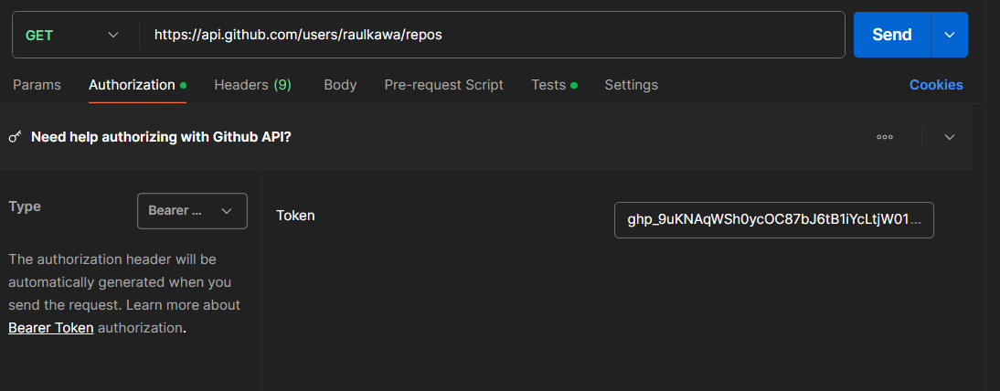 GET https://api.github.com/users/raulkawa/repos Send
Params Authorization Headers (9) Body Pre-request Script Tests Settings Cookies
Need help authorizing with Github API?
Type Bearer ...
The authorization header will be
automatically generated when you
send the request. Learn more about
Bearer Token authorization.
Token ghp_9uKNAqWSh0ycOC87bJ6tB1iYcLtjW01...